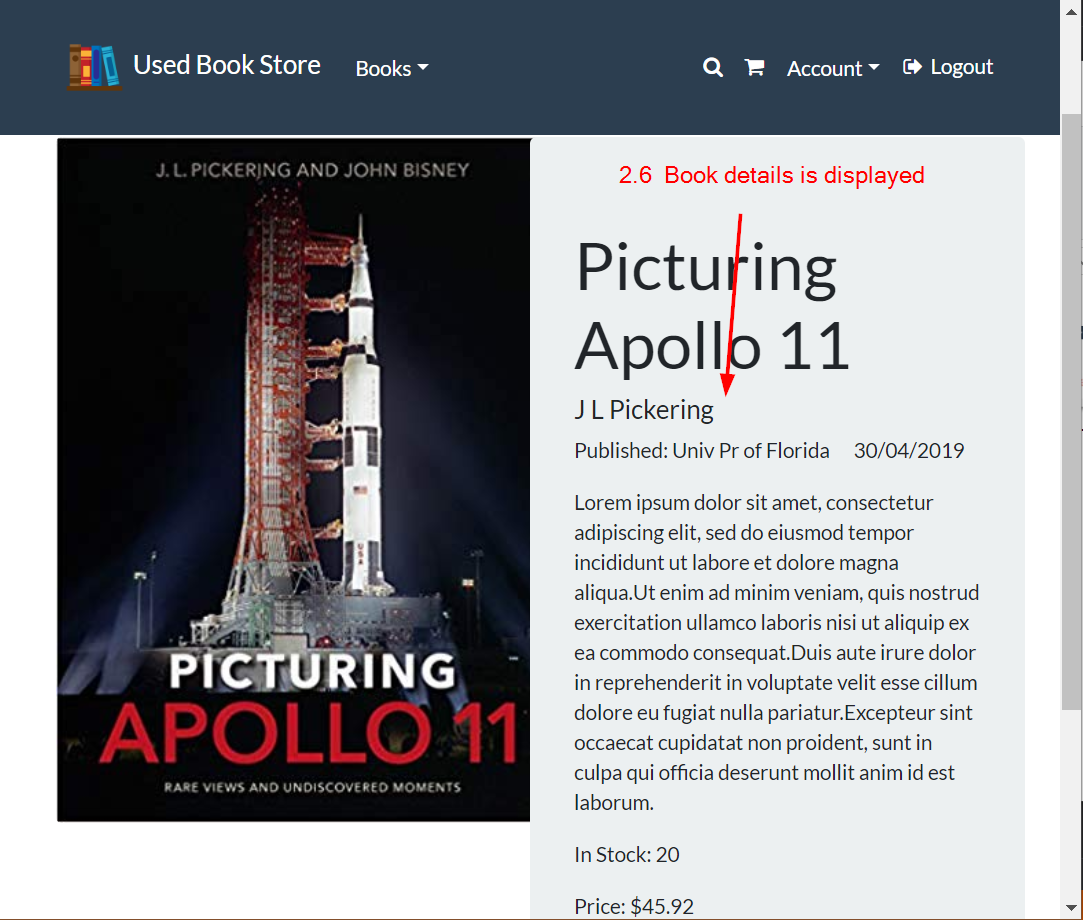 Used Book Store
Books
Account
Logout
J. L. PICKERING AND JOHN BISNEY
USA
PICTURING
APOLLO 11
RARE VIEWS AND UNDISCOVERED MOMENTS
2.6 Book details is displayed
Picturing
Apollo 11
J L Pickering
Published: Univ Pr of Florida 30/04/2019
Lorem ipsum dolor sit amet, consectetur
adipiscing elit, sed do eiusmod tempor
incididunt ut labore et dolore magna
aliqua.Ut enim ad minim veniam, quis nostrud
exercitation ullamco laboris nisi ut aliquip ex
ea commodo consequat.Duis aute irure dolor
in reprehenderit in voluptate velit esse cillum
dolore eu fugiat nulla pariatur.Excepteur sint
occaecat cupidatat non proident, sunt in
culpa qui officia deserunt mollit anim id est
laborum.
In Stock: 20
Price: $45.92